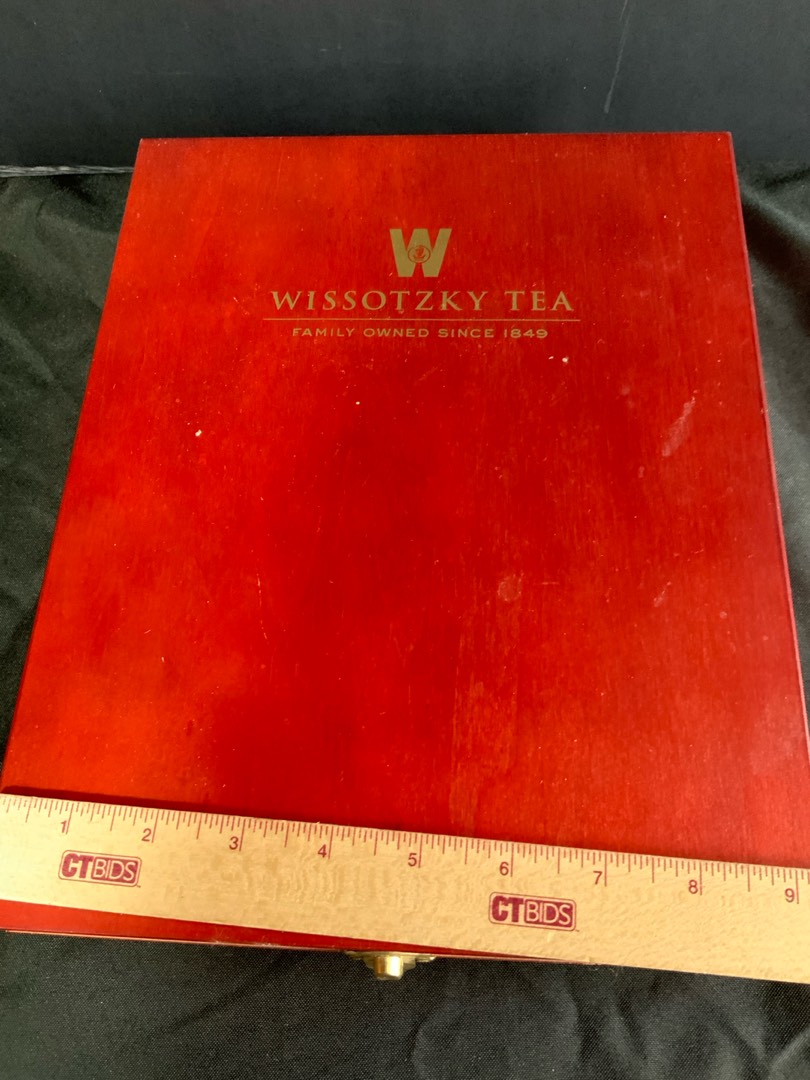 W
WISSOTZKY TEA
FAMILY OWNED SINCE 1849
1 2 3 4 5 6 7 8 9
CTBIDS
CTBIDS